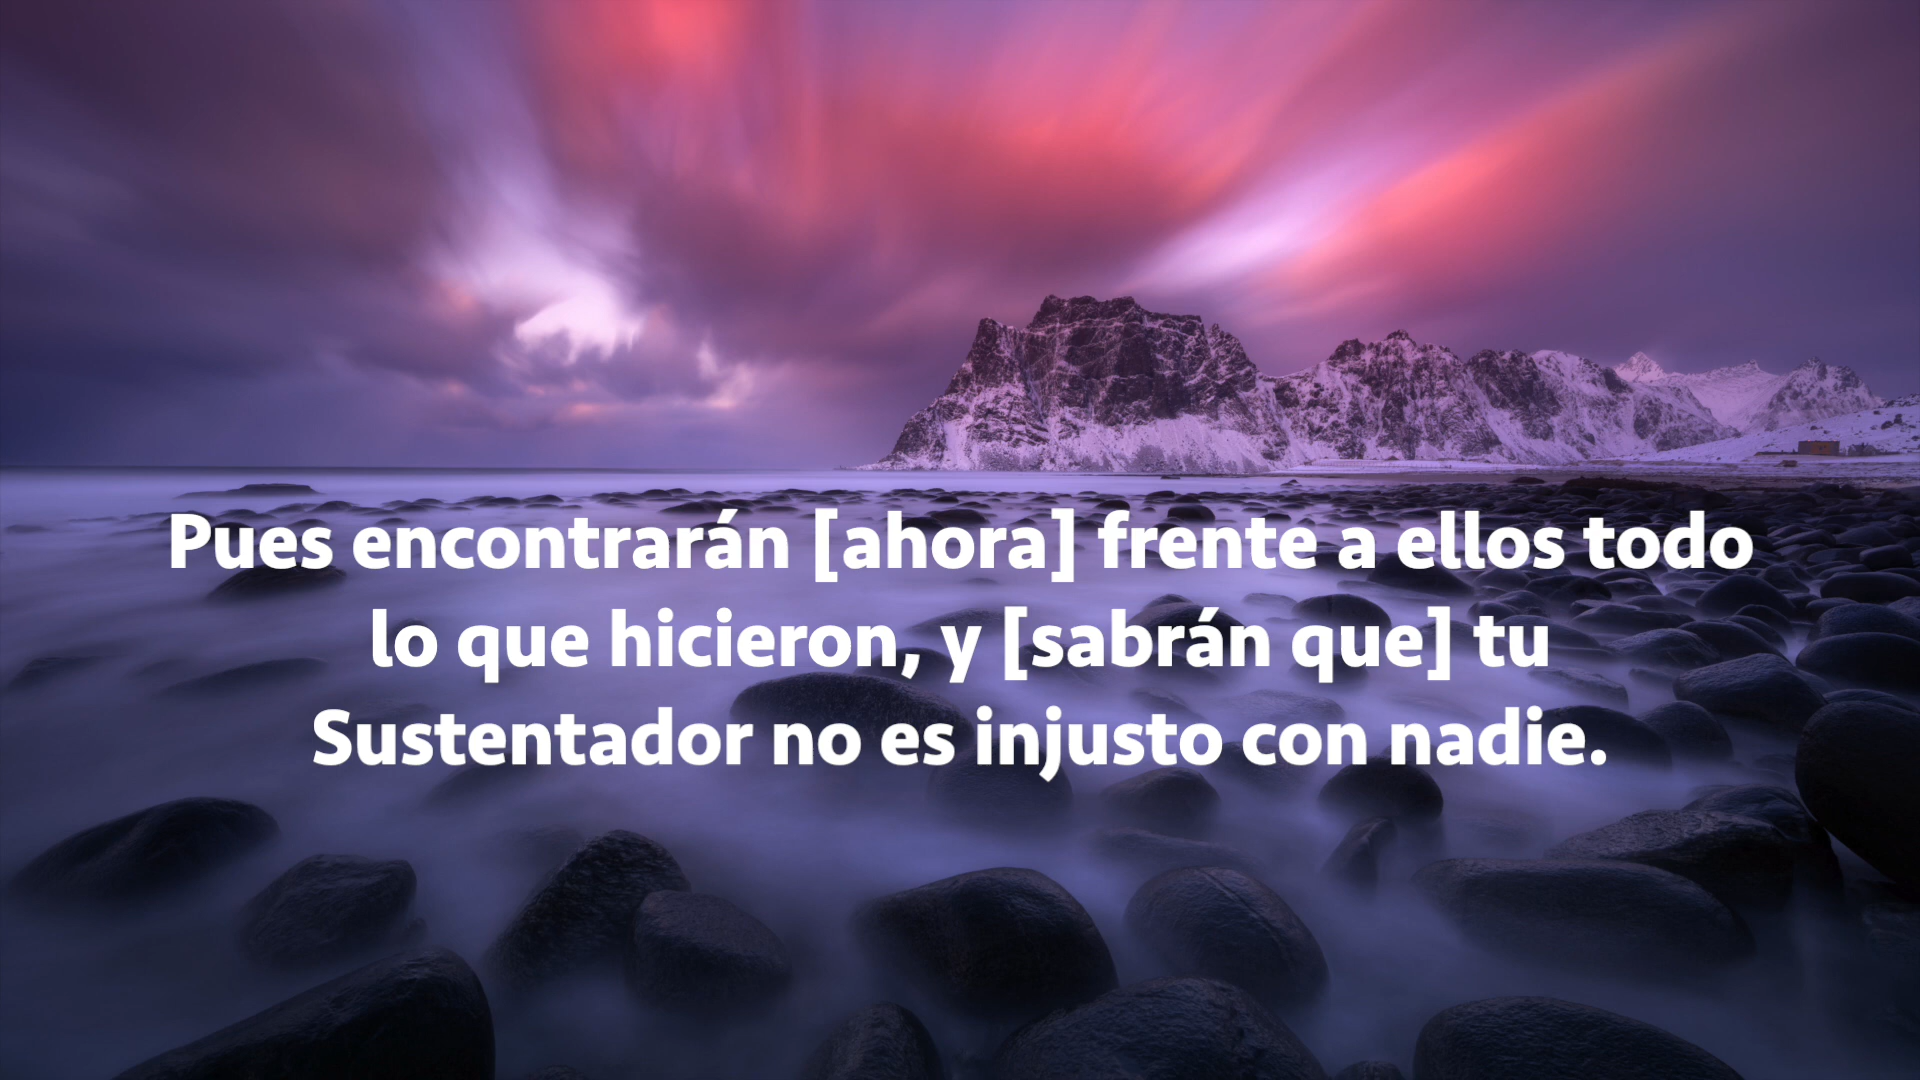 Pues encontrarán [ahora] frente a ellos todo
lo que hicieron, y [sabrán que] tu
Sustentador no es injusto con nadie.